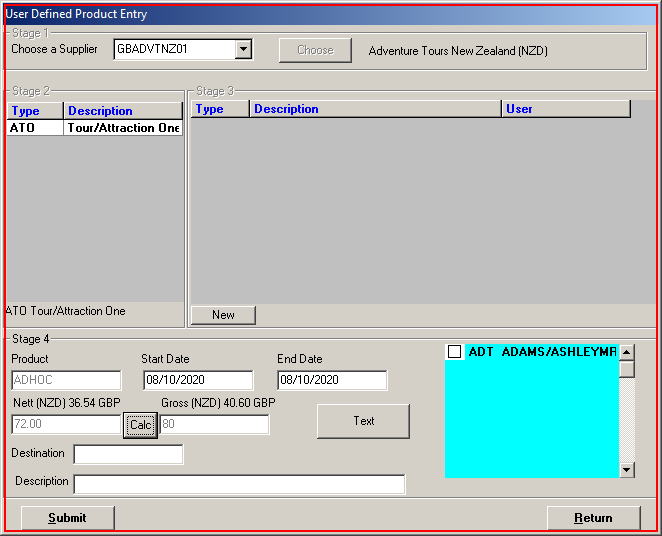 User Defined Product Entry
Stage 1
Choose a Supplier GBADVTNZ01 Choose Adventure Tours New Zealand (NZD)
Stage 2
Type Description
ATO Tour/Attraction One
ATO Tour/Attraction One
Stage 3
Type Description User
New
Stage 4
Product Start Date End Date
ADHOC 08/10/2020 08/10/2020
Nett (NZD) 36.54 GBP Gross (NZD) 40.60 GBP
72.00 Calc 80 Text
Destination
Description
ADT ADAMS/ASHLEYMR
Submit Return